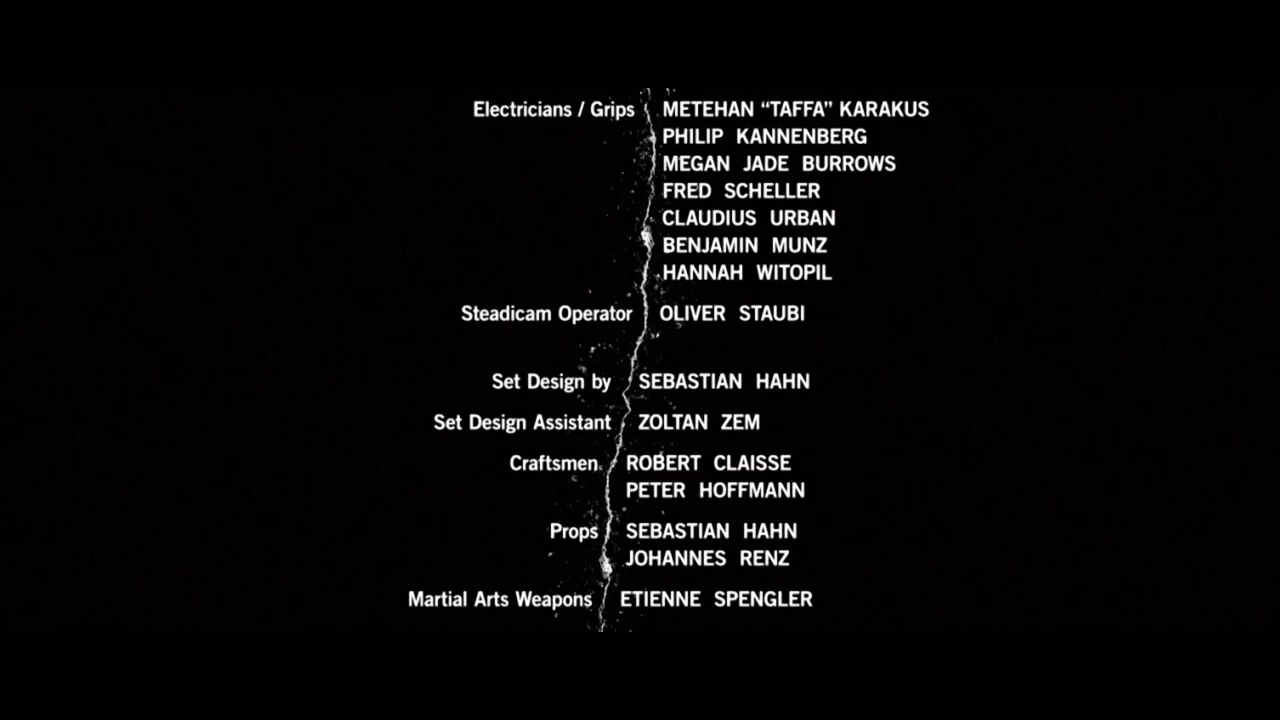 Electricians / Grips METEHAN “TAFFA” KARAKUS
PHILIP KANNENBERG
MEGAN JADE BURROWS
FRED SCHELLER
CLAUDIUS URBAN
BENJAMIN MUNZ
HANNAH WITOPIL
Steadicam Operator OLIVER STAUBI
Set Design by SEBASTIAN HAHN
Set Design Assistant ZOLTAN ZEM
Craftsmen ROBERT CLAISSE
PETER HOFFMANN
Props SEBASTIAN HAHN
JOHANNES RENZ
Martial Arts Weapons ETIENNE SPENGLER